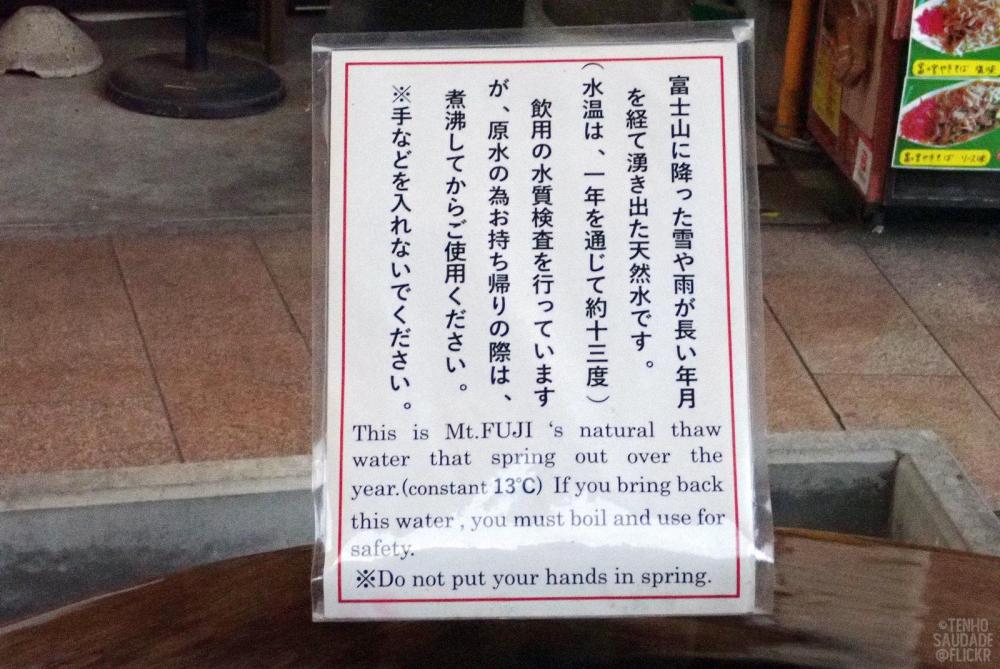 富士山に降った雪や雨が長い年月
を経て湧き出た天然水です。
（水温は、一年を通じて約十三度）
飲用の水質検査を行っています
が、原水の為お持ち帰りの際は、
煮沸してからご使用ください。
※手などを入れないでください。
This is Mt.FUJI ‘s natural thaw
water that spring out over the
year.(constant 13℃) If you bring back
this water , you must boil and use for
safety.
※Do not put your hands in spring.
©TENHO
SAUDADE
@FLICKR